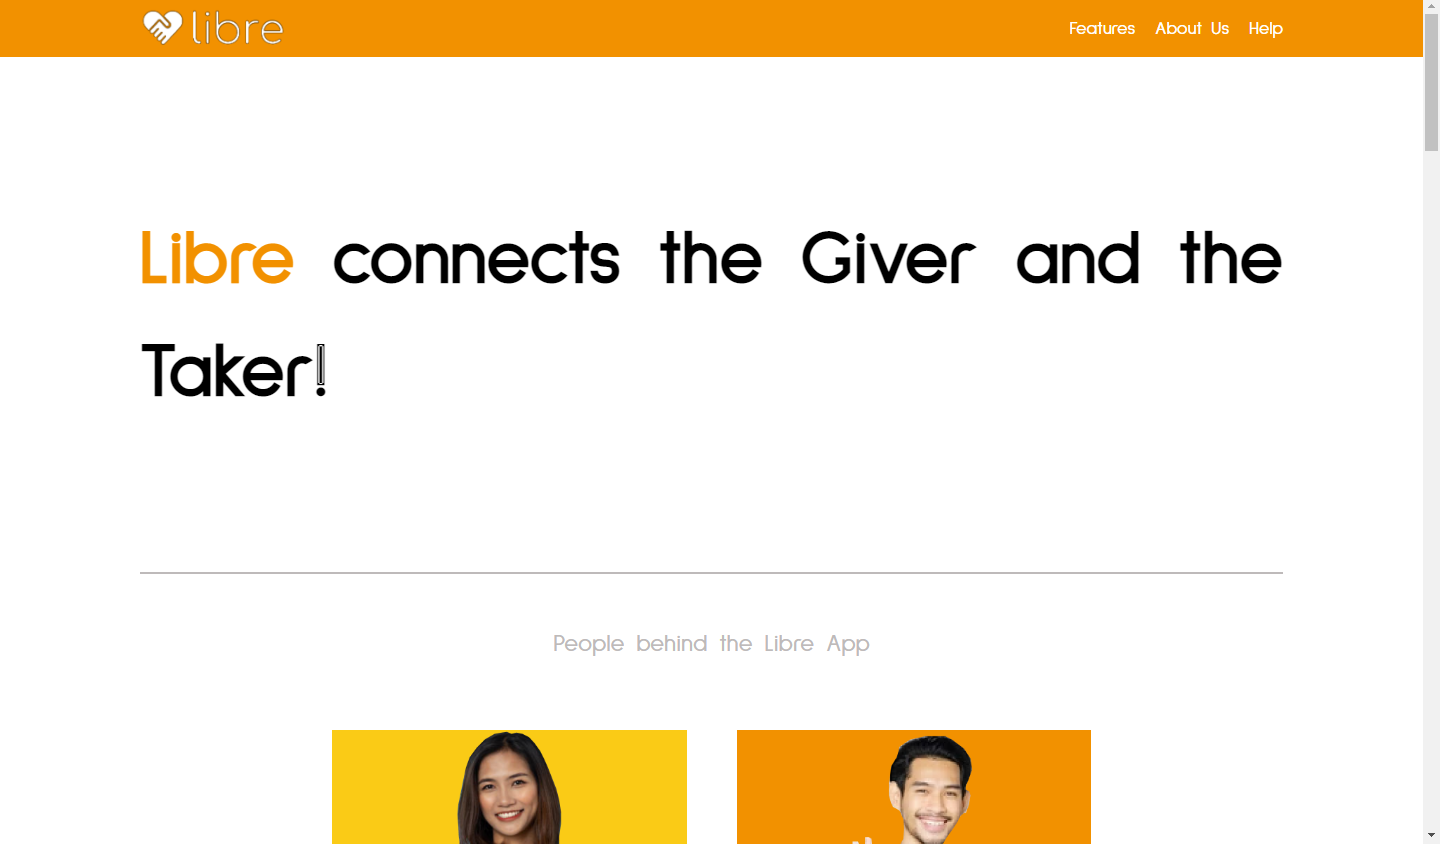 libre
Features About Us Help
Libre connects the Giver and the
Taker!
People behind the Libre App